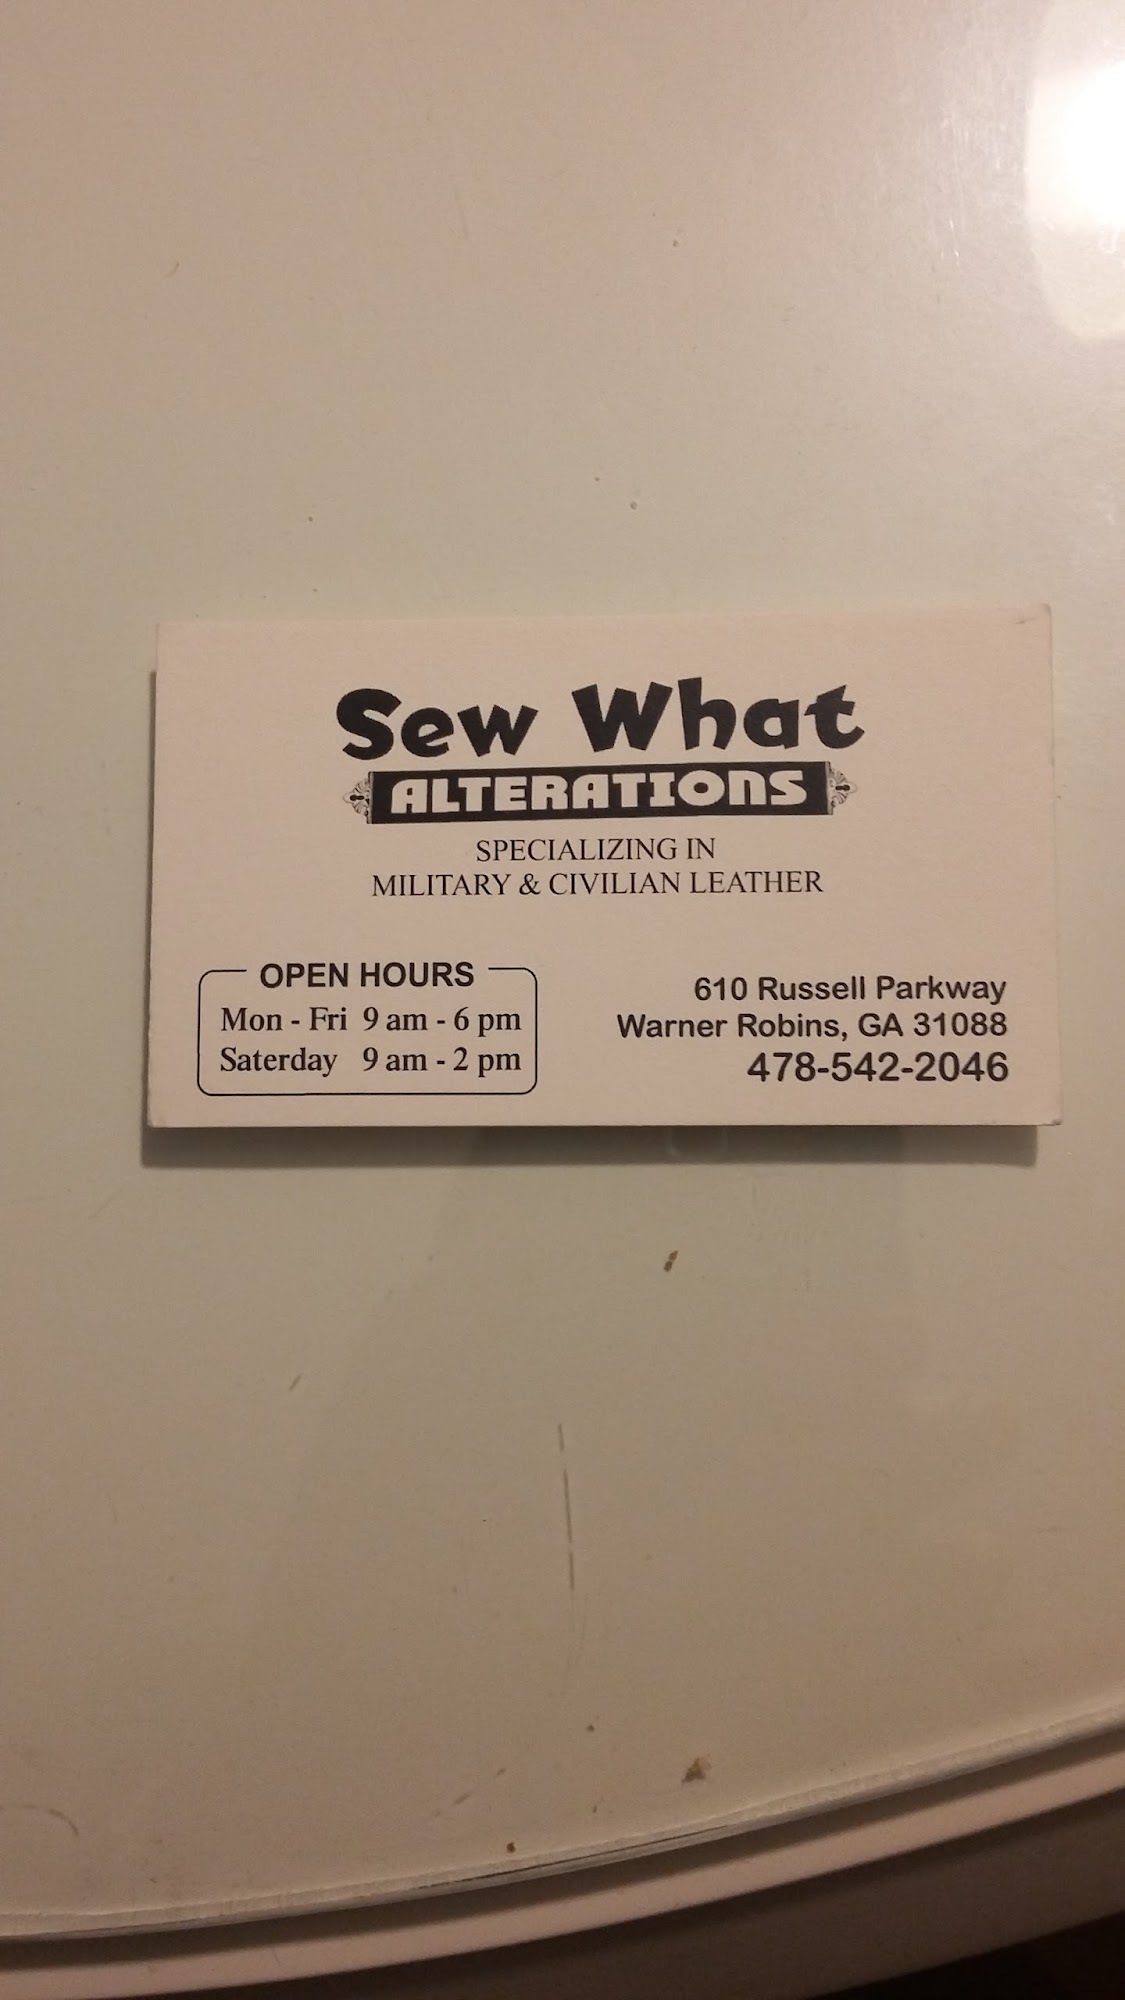 Sew What
ALTERATIONS
SPECIALIZING IN
MILITARY & CIVILIAN LEATHER
OPEN HOURS
Mon - Fri 9 am - 6 pm
Saterday 9 am - 2 pm
610 Russell Parkway
Warner Robins, GA 31088
478-542-2046